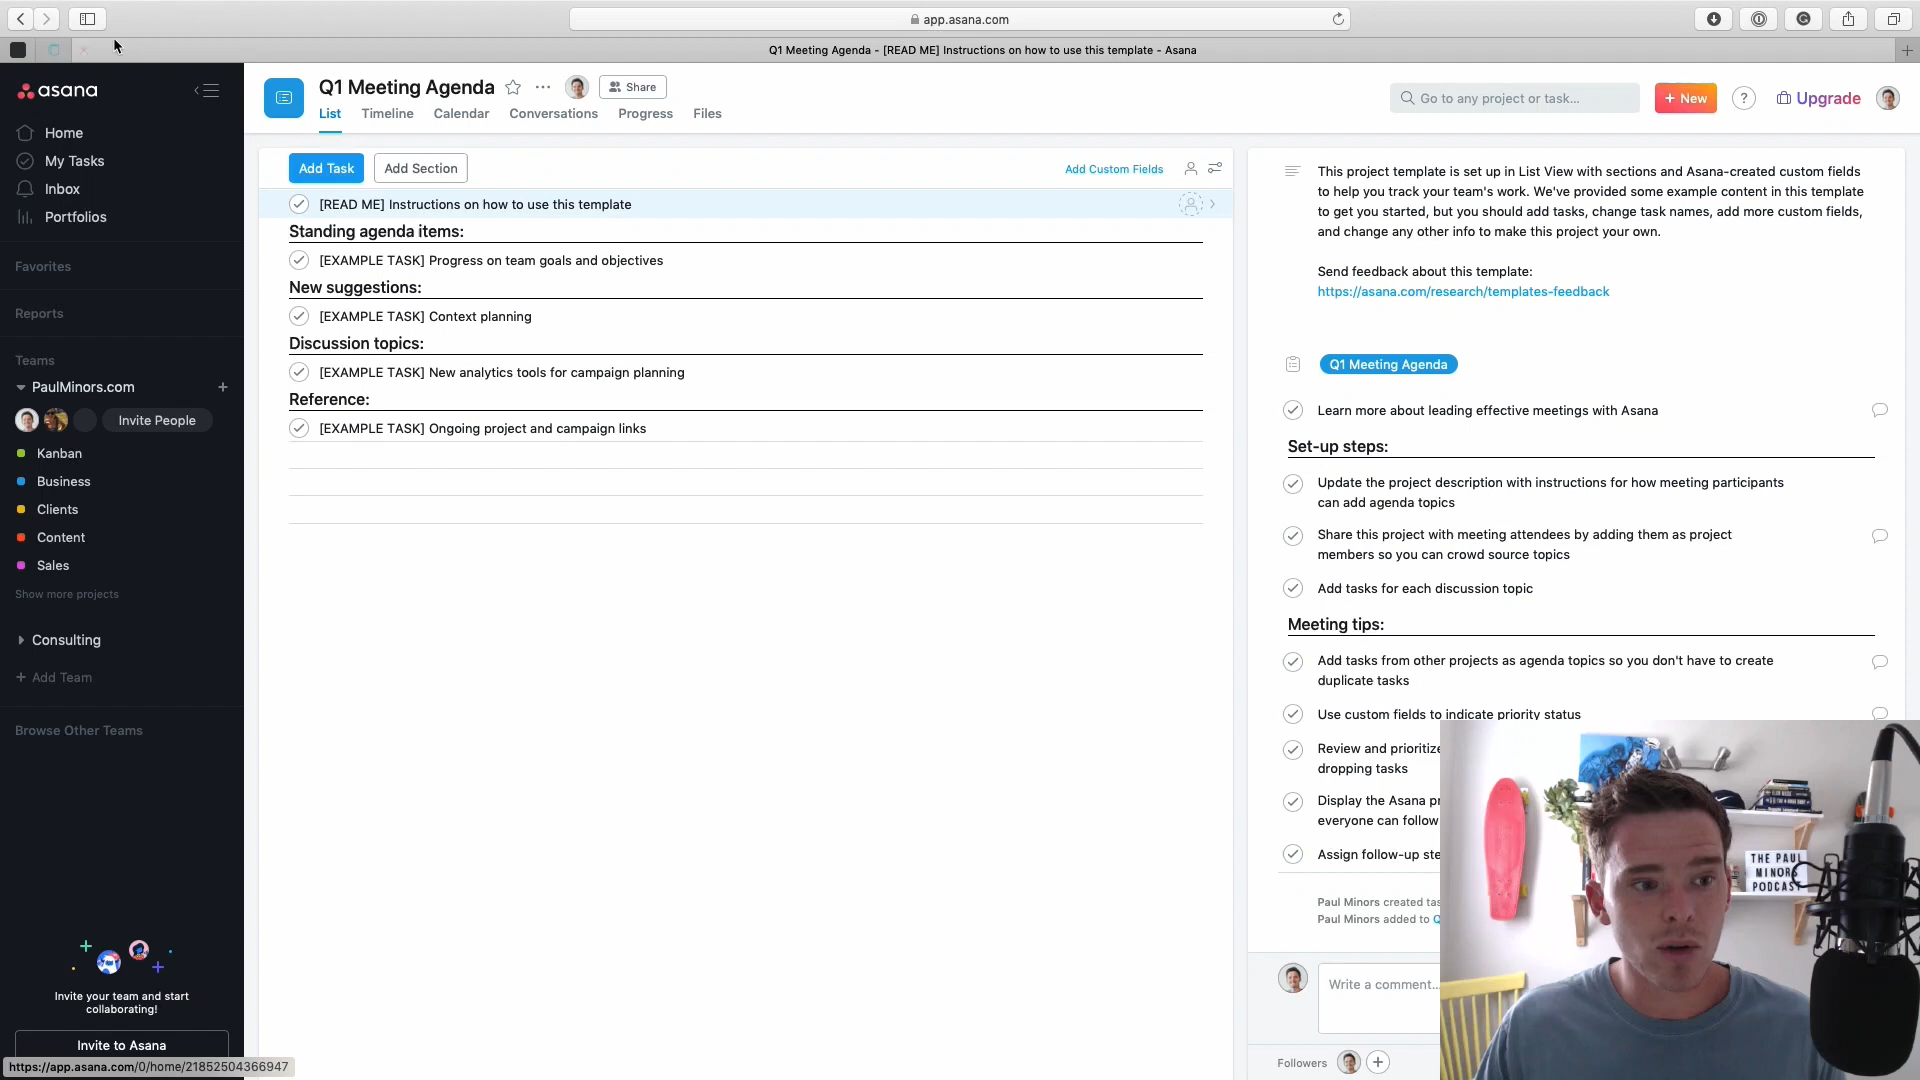 app.asana.com
Q1 Meeting Agenda - [READ ME] Instructions on how to use this template - Asana
asana
Home
My Tasks
Inbox
Portfolios
Favorites
Reports
Teams
PaulMinors.com
+
Invite People
Kanban
Business
Clients
Content
Sales
Show more projects
Consulting
+ Add Team
Browse Other Teams
Invite your team and start
collaborating!
Invite to Asana
https://app.asana.com/0/home/21852504366947
Q1 Meeting Agenda
Share
List
Timeline
Calendar
Conversations
Progress
Files
Go to any project or task...
+ New
?
Upgrade
Add Task
Add Section
Add Custom Fields
[READ ME] Instructions on how to use this template
Standing agenda items:
[EXAMPLE TASK] Progress on team goals and objectives
New suggestions:
[EXAMPLE TASK] Context planning
Discussion topics:
[EXAMPLE TASK] New analytics tools for campaign planning
Reference:
[EXAMPLE TASK] Ongoing project and campaign links
This project template is set up in List View with sections and Asana-created custom fields
to help you track your team's work. We've provided some example content in this template
to get you started, but you should add tasks, change task names, add more custom fields,
and change any other info to make this project your own.
Send feedback about this template:
https://asana.com/research/templates-feedback
Q1 Meeting Agenda
Learn more about leading effective meetings with Asana
Set-up steps:
Update the project description with instructions for how meeting participants
can add agenda topics
Share this project with meeting attendees by adding them as project
members so you can crowd source topics
Add tasks for each discussion topic
Meeting tips:
Add tasks from other projects as agenda topics so you don't have to create
duplicate tasks
Use custom fields to indicate priority status
Review and prioritize
dropping tasks
Display the Asana pr
everyone can follow
Assign follow-up ste
Paul Minors created tas
Paul Minors added to Q
Write a comment...
Followers
+
THE PAUL
MINORS
PODCAST